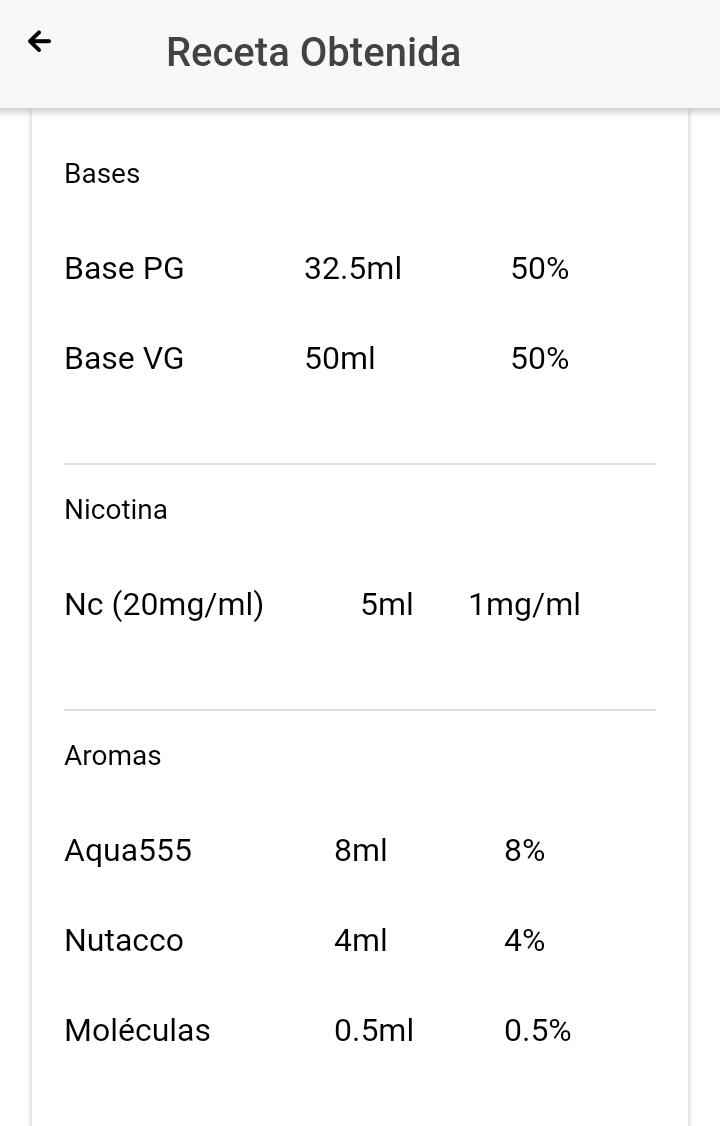 Receta Obtenida
Bases
Base PG 32.5ml 50%
Base VG 50ml 50%
Nicotina
Nc (20mg/ml) 5ml 1mg/ml
Aromas
Aqua555 8ml 8%
Nutacco 4ml 4%
Moléculas 0.5ml 0.5%